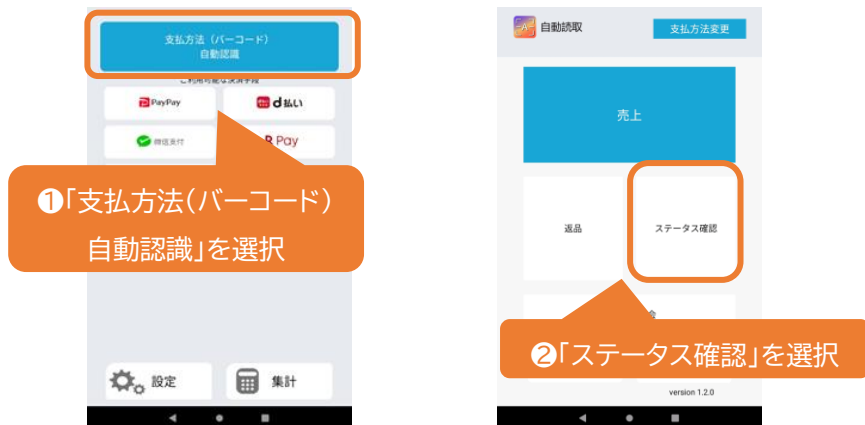 支払方法（バーコード）
自動認識
ご利用可能な決済手段
PayPay
d払い
微信支付
R Pay
❶「支払方法（バーコード）
自動認識」を選択
設定
集計
自動読取
支払方法変更
売上
返品
ステータス確認
❷「ステータス確認」を選択
version 1.2.0